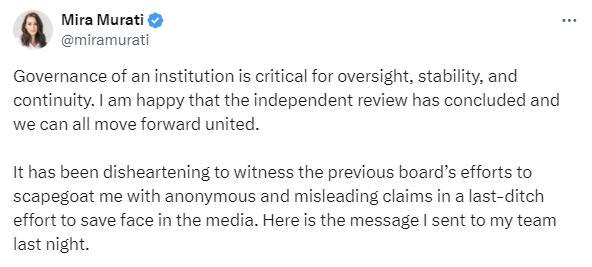 Mira Murati
@miramurati
Governance of an institution is critical for oversight, stability, and
continuity. I am happy that the independent review has concluded and
we can all move forward united.
It has been disheartening to witness the previous board's efforts to
scapegoat me with anonymous and misleading claims in a last-ditch
effort to save face in the media. Here is the message I sent to my team
last night.